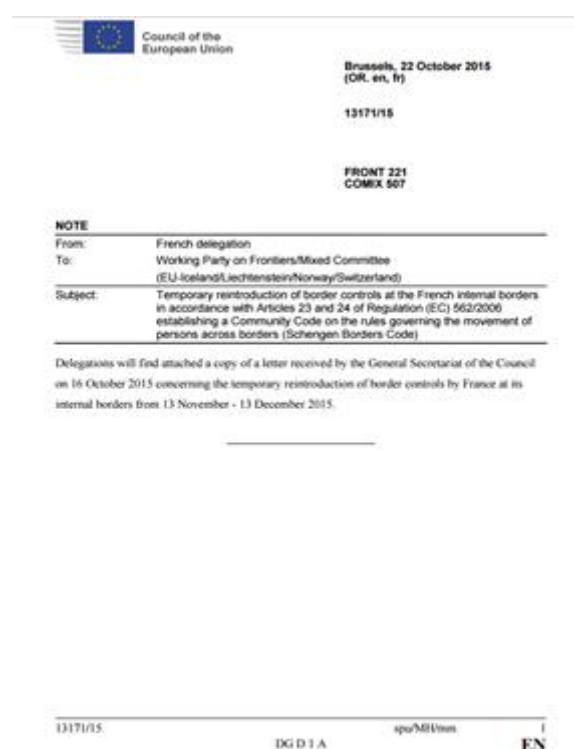 Council of the
European Union
Brussels, 22 October 2015
(OR. en, fr)
13171/15
FRONT 221
COMIX 507
NOTE
From: French delegation
To: Working Party on Frontiers/Mixed Committee
(EU-Iceland/Liechtenstein/Norway/Switzerland)
Subject: Temporary reintroduction of border controls at the French internal borders
in accordance with Articles 23 and 24 of Regulation (EC) 562/2006
establishing a Community Code on the rules governing the movement of
persons across borders (Schengen Borders Code)
Delegations will find attached a copy of a letter received by the General Secretariat of the Council
on 16 October 2015 concerning the temporary reintroduction of border controls by France at its
internal borders from 13 November - 13 December 2015.
13171/15 spu/MH/mm 1
DG D 1 A EN